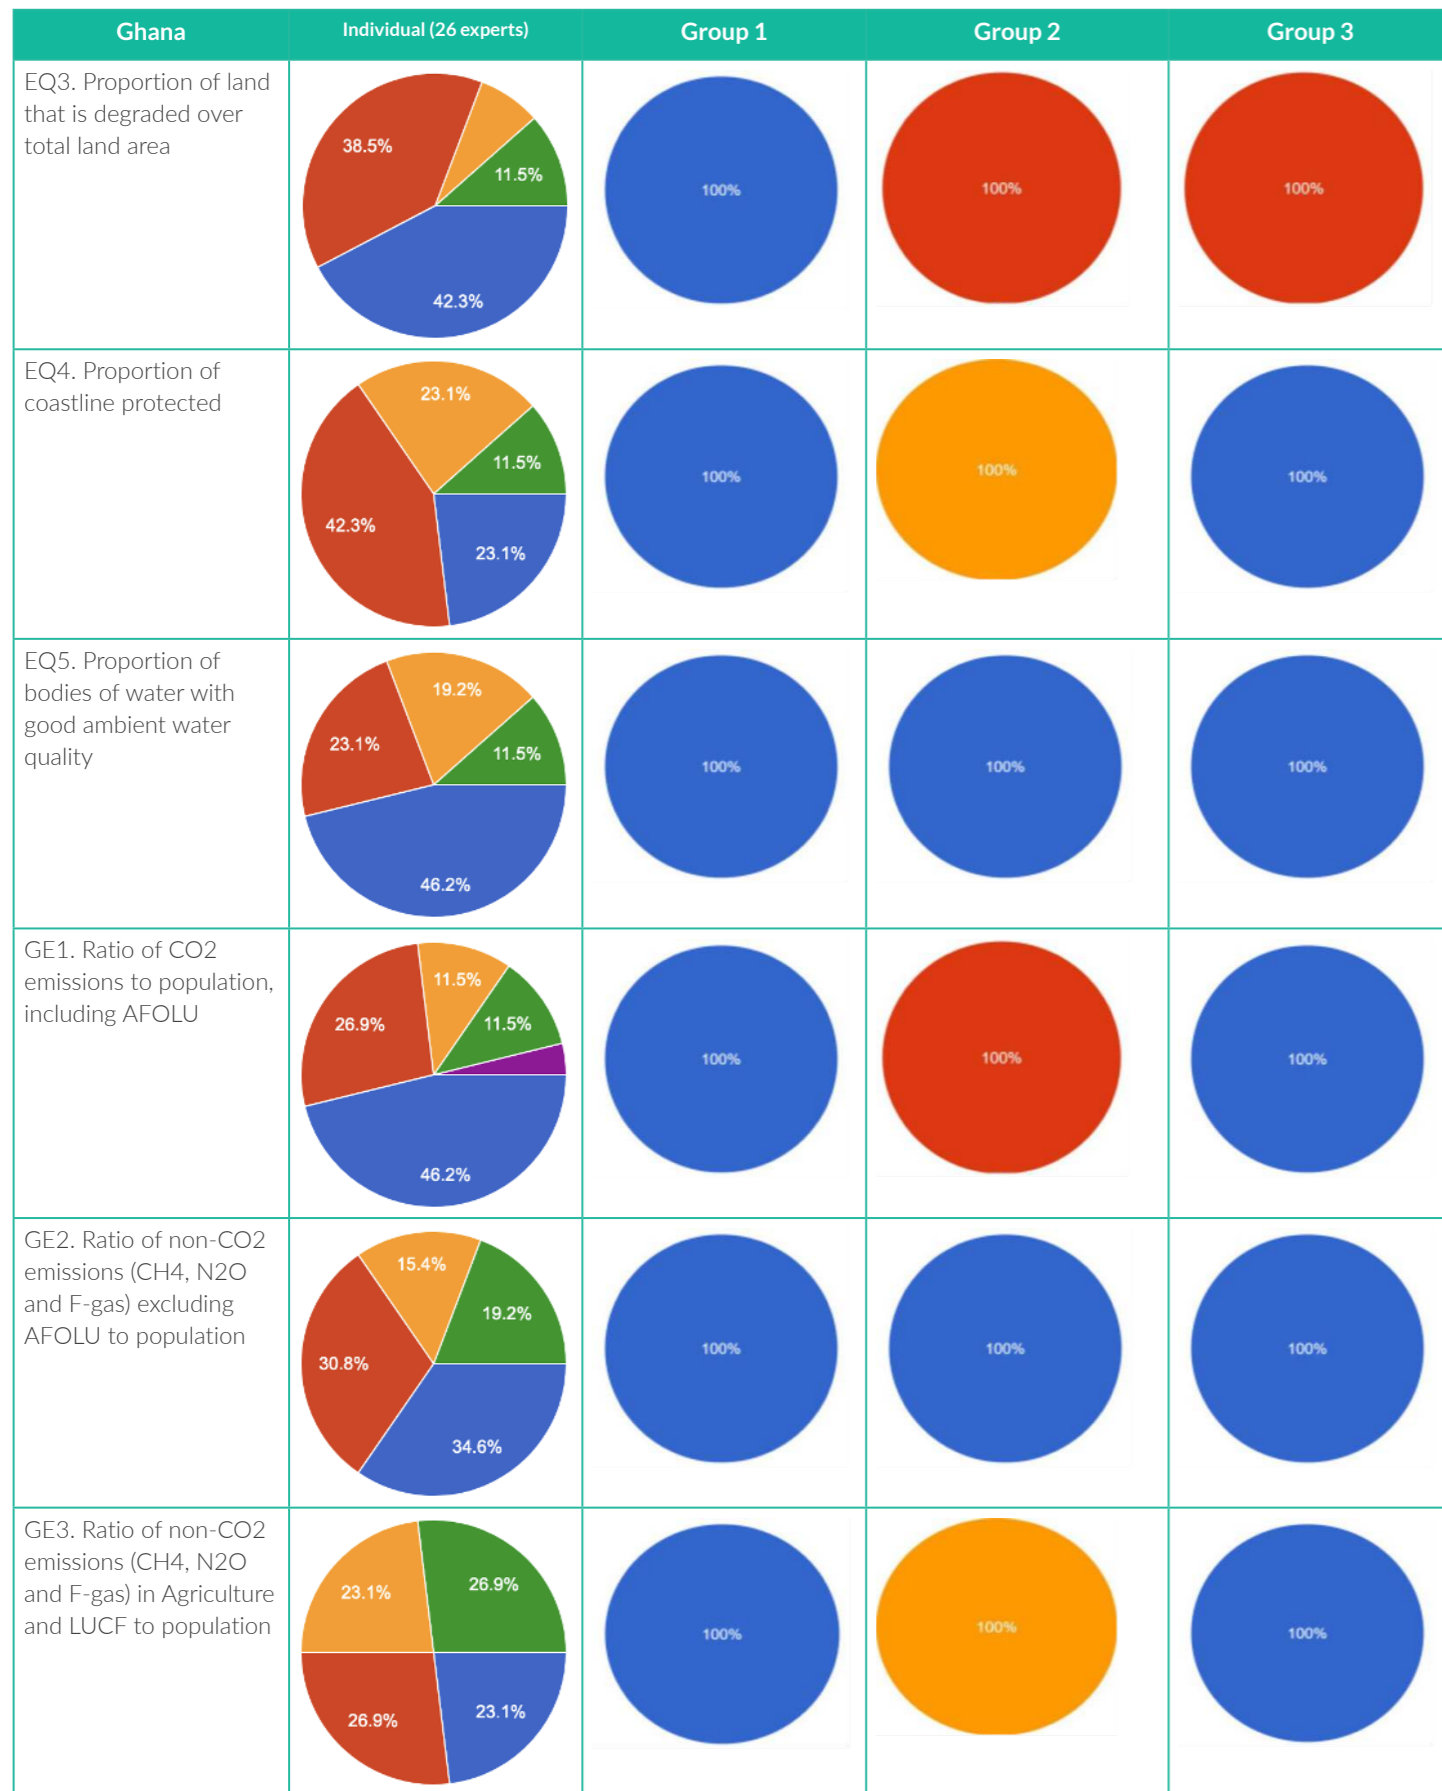 Ghana
Individual (26 experts)
Group 1
Group 2
Group 3
EQ3. Proportion of land
that is degraded over
total land area
38.5%
11.5%
42.3%
100%
100%
100%
EQ4. Proportion of
coastline protected
23.1%
11.5%
42.3%
23.1%
100%
100%
100%
EQ5. Proportion of
bodies of water with
good ambient water
quality
19.2%
23.1%
11.5%
46.2%
100%
100%
100%
GE1. Ratio of CO2
emissions to population,
including AFOLU
11.5%
26.9%
11.5%
46.2%
100%
100%
100%
GE2. Ratio of non-CO2
emissions (CH4, N2O
and F-gas) excluding
AFOLU to population
15.4%
19.2%
30.8%
34.6%
100%
100%
100%
GE3. Ratio of non-CO2
emissions (CH4, N2O
and F-gas) in Agriculture
and LUCF to population
23.1%
26.9%
26.9%
23.1%
100%
100%
100%